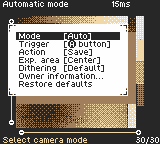 Automatic mode 15ms
Mode [Auto]
Trigger [A button]
Action [Save]
Exp. area [Center]
Dithering [Default]
Owner information...
Restore defaults
Select camera mode 30/30